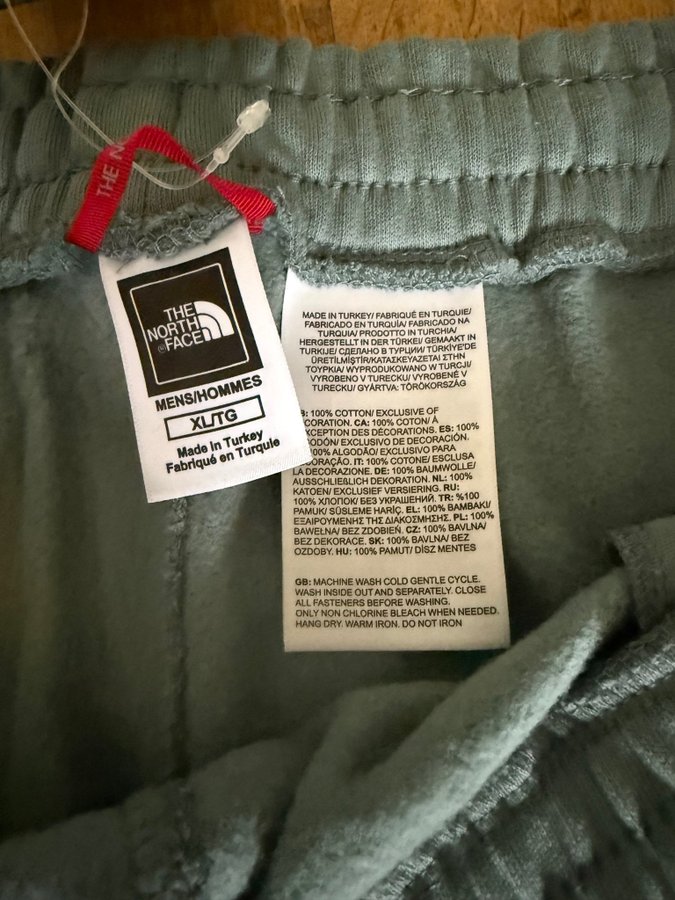 THE N
THE
NORTH
FACE
MENS/HOMMES
XL/TG
Made in Turkey
Fabriqué en Turquie
MADE IN TURKEY/ FABRIQUÉ EN TURQUIE/
FABRICADO EN TURQUÍA/ FABRICADO NA
TURQUIA/ PRODOTTO IN TURCHIA/
HERGESTELLT IN DER TÜRKEI/ GEMAAKT IN
TURKIJE/ СДЕЛАНО В ТУРЦИИ/ TÜRKİYE'DE
ÜRETİLMİŞTİR/ΚΑΤΑΣΚΕΥΑΖΕΤΑΙ ΣΤΗΝ
ΤΟΥΡΚΙΑ/ WYPRODUKOWANO W TURCJI/
VYROBENO V TURECKU/ VYROBENO V
TURECKU/ GYÁRTVA: TÖRÖKORSZÁG
B: 100% COTTON/ EXCLUSIVE OF
DECORATION. CA: 100% COTON/ À
EXCEPTION DES DÉCORATIONS. ES: 100%
GODÓN/ EXCLUSIVO DE DECORACIÓN.
100% ALGODÃO/ EXCLUSIVO PARA
CORAÇÃO. IT: 100% COTONE/ ESCLUSA
LA DECORAZIONE. DE: 100% BAUMWOLLE/
AUSSCHLIEßLICH DEKORATION. NL: 100%
KATOEN/ EXCLUSIEF VERSIERING. RU:
100% ХЛОПОК/ БЕЗ УКРАШЕНИЙ. TR: %100
PAMUK/ SÜSLEME HARİÇ. EL: 100% ΒΑΜΒΑΚΙ/
ΕΞΑΙΡΟΥΜΕΝΗΣ ΤΗΣ ΔΙΑΚΟΣΜΗΣΗΣ. PL: 100%
BAWEŁNA/ BEZ ZDOBIEŃ. CZ: 100% BAVLNA/
BEZ DEKORACE. SK: 100% BAVLNA/ BEZ
OZDOBY. HU: 100% PAMUT/ DÍSZ MENTES
GB: MACHINE WASH COLD GENTLE CYCLE.
WASH INSIDE OUT AND SEPARATELY. CLOSE
ALL FASTENERS BEFORE WASHING.
ONLY NON CHLORINE BLEACH WHEN NEEDED.
HANG DRY. WARM IRON. DO NOT IRON